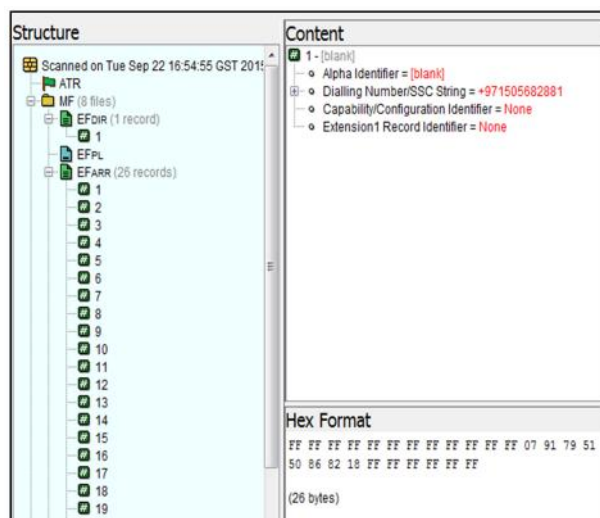 Structure
Scanned on Tue Sep 22 16:54:55 GST 2015
ATR
MF (8 files)
EFDIR (1 record)
# 1
EFPL
EFARR (26 records)
# 1
# 2
# 3
# 4
# 5
# 6
# 7
# 8
# 9
# 10
# 11
# 12
# 13
# 14
# 15
# 16
# 17
# 18
# 19
Content
# 1 - [blank]
Alpha Identifier = [blank]
Dialling Number/SSC String = +971505682881
Capability/Configuration Identifier = None
Extension1 Record Identifier = None
Hex Format
FF FF FF FF FF FF FF FF FF FF FF FF 07 91 79 51
50 86 82 18 FF FF FF FF FF FF
(26 bytes)